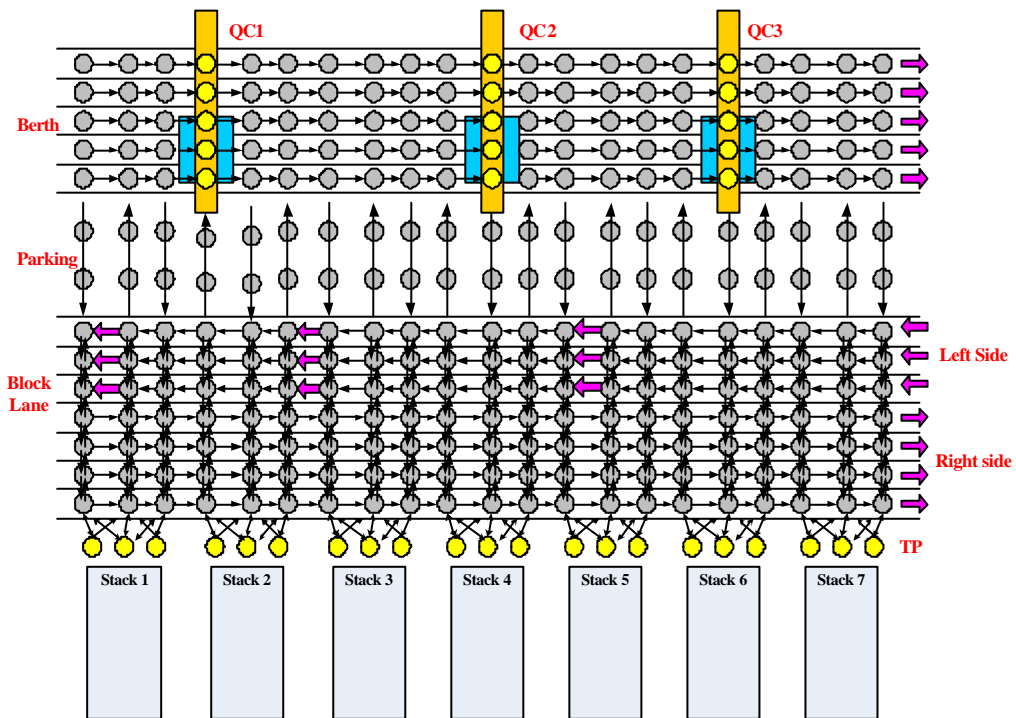 QC1
QC2
QC3
Berth
Parking
Left Side
Block
Lane
Right side
TP
Stack 1
Stack 2
Stack 3
Stack 4
Stack 5
Stack 6
Stack 7